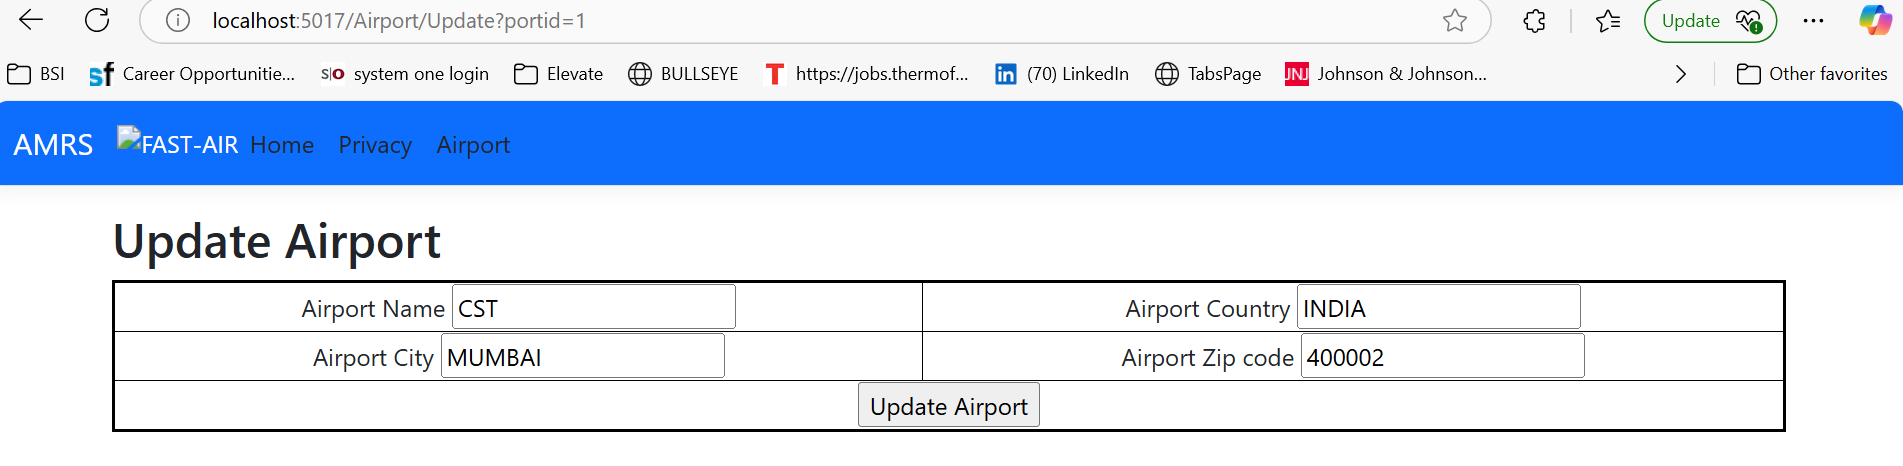 localhost:5017/Airport/Update?portid=1
Update
BSI
sf Career Opportunitie...
S|O system one login
Elevate
BULLSEYE
T https://jobs.thermof...
in (70) LinkedIn
TabsPage
JNJ Johnson & Johnson...
Other favorites
AMRS FAST-AIR Home Privacy Airport
Update Airport
Airport Name CST Airport Country INDIA
Airport City MUMBAI Airport Zip code 400002
Update Airport